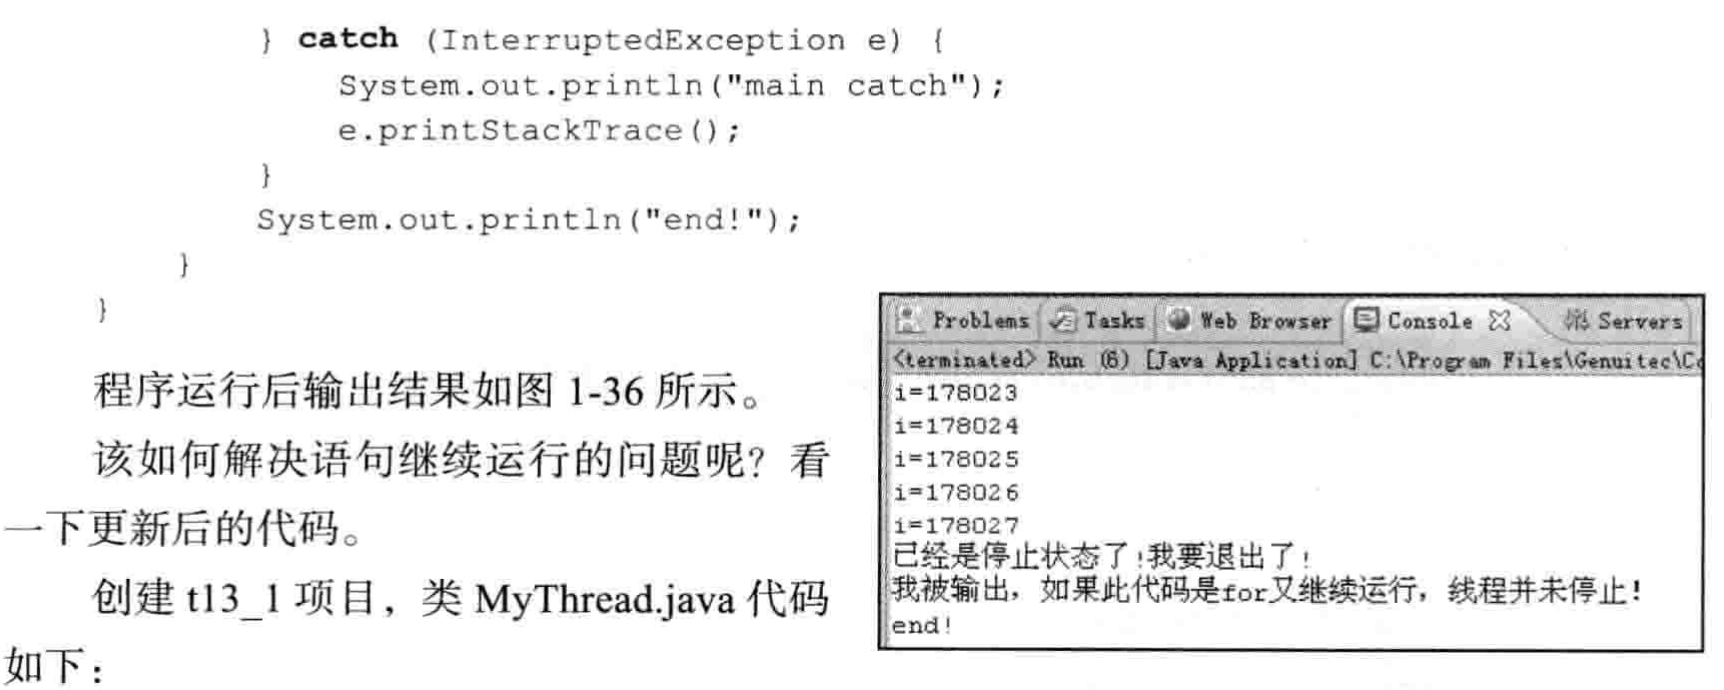 } catch (InterruptedException e) {
System.out.println("main catch");
e.printStackTrace();
}
System.out.println("end!");
}
}
程序运行后输出结果如图 1-36 所示。
该如何解决语句继续运行的问题呢？看
一下更新后的代码。
创建 t13_1 项目，类 MyThread.java 代码
如下：
Problems Tasks Web Browser Console Servers
<terminated> Run (6) [Java Application] C:\Program Files\Genuitec\Co
i=178023
i=178024
i=178025
i=178026
i=178027
已经是停止状态了!我要退出了!
我被输出，如果此代码是for又继续运行，线程并未停止!
end!